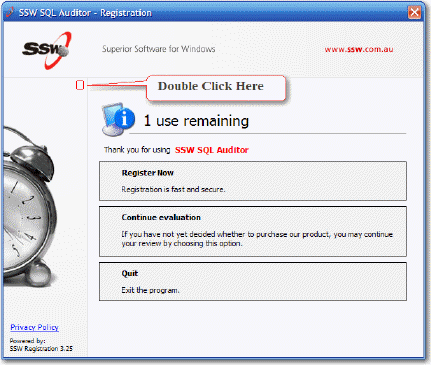 SSW SQL Auditor - Registration
SSW
Superior Software for Windows
www.ssw.com.au
Double Click Here
1 use remaining
Thank you for using SSW SQL Auditor
Register Now
Registration is fast and secure.
Continue evaluation
If you have not yet decided whether to purchase our product, you may continue
your review by choosing this option.
Quit
Exit the program.
Privacy Policy
Powered by:
SSW Registration 3.25